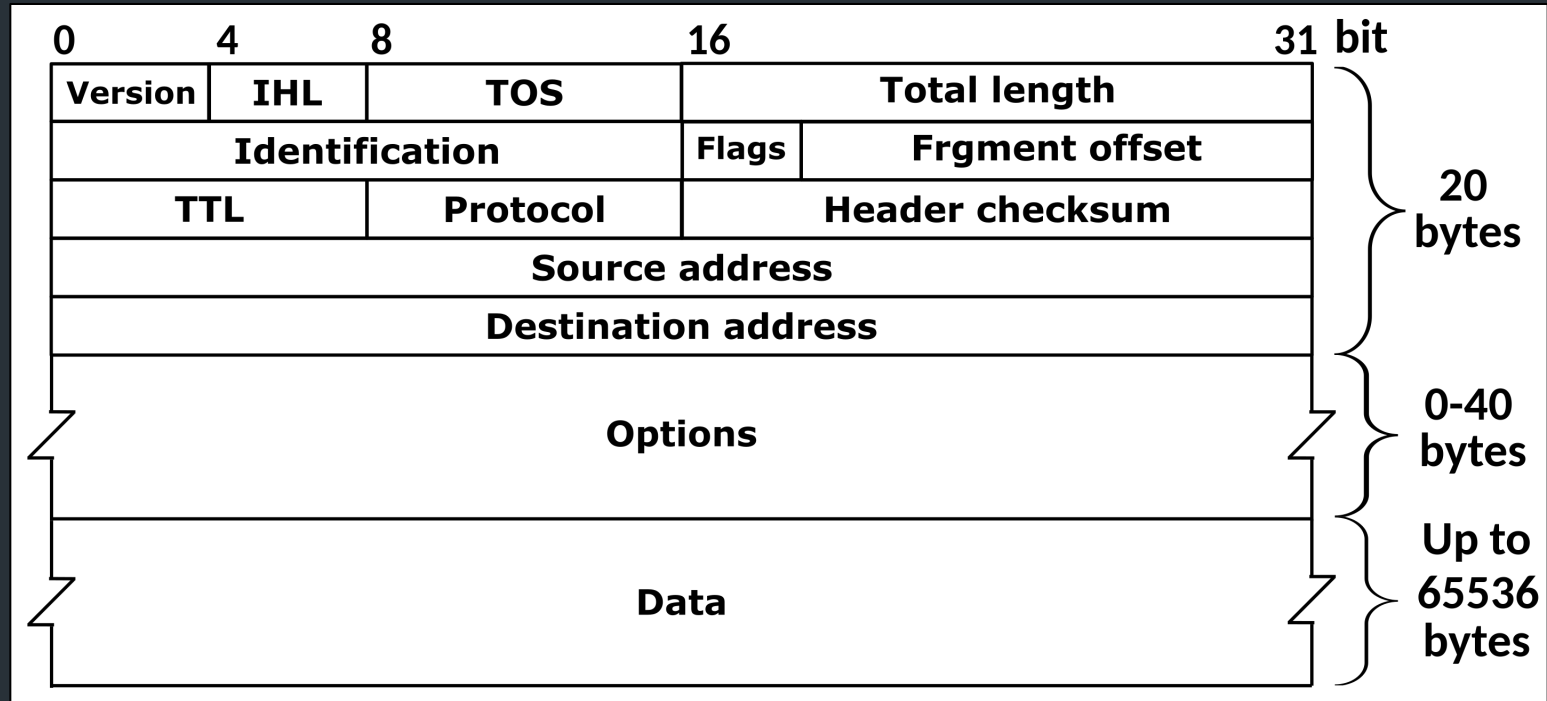 0 4 8 16 31 bit
Version IHL TOS Total length
Identification Flags Frgment offset
TTL Protocol Header checksum
Source address
Destination address
20
bytes
Options
0-40
bytes
Data
Up to
65536
bytes